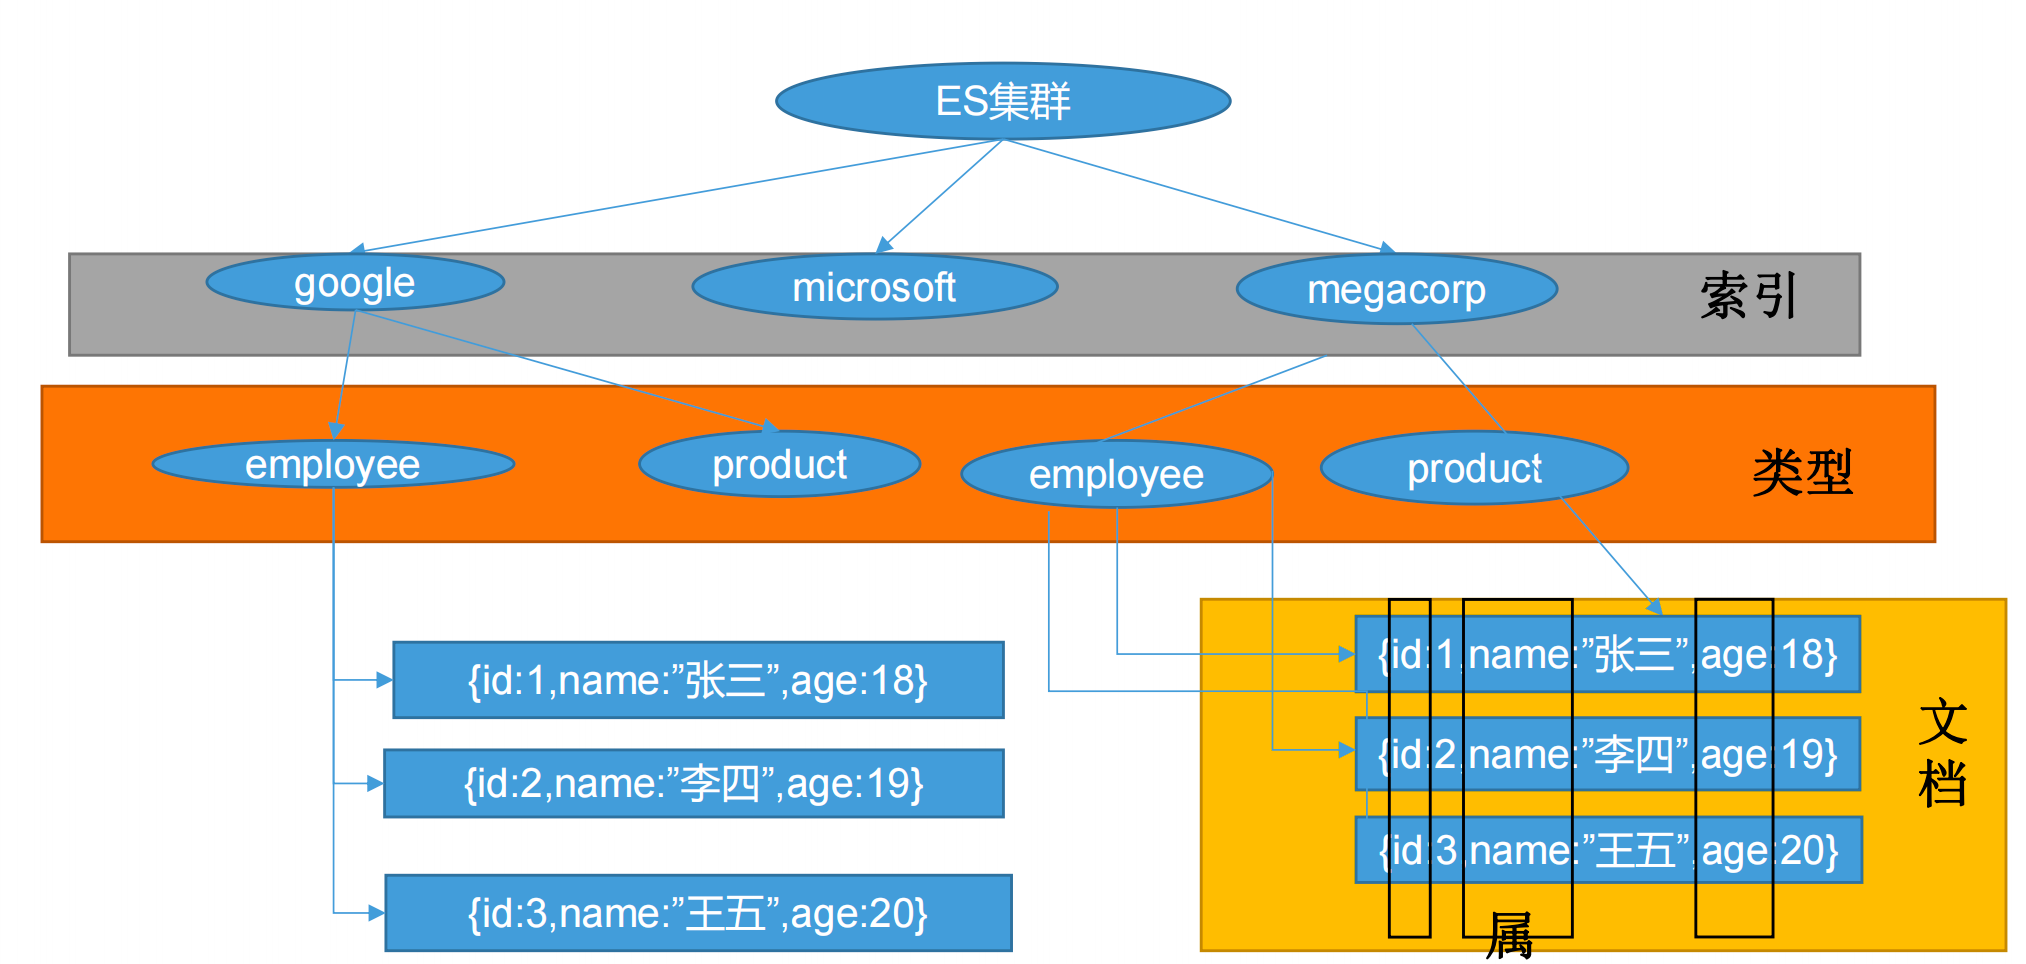 ES集群
google
microsoft
megacorp
索引
employee
product
employee
product
类型
{id:1,name:”张三”,age:18}
{id:2,name:”李四”,age:19}
{id:3,name:”王五”,age:20}
{id:1,name:”张三”,age:18}
{id:2,name:”李四”,age:19}
{id:3,name:”王五”,age:20}
文
档
属